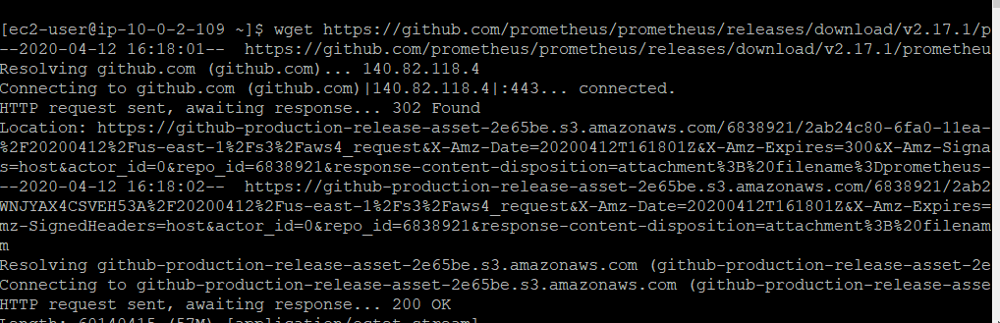 [ec2-user@ip-10-0-2-109 ~]$ wget https://github.com/prometheus/prometheus/releases/download/v2.17.1/p
--2020-04-12 16:18:01--  https://github.com/prometheus/prometheus/releases/download/v2.17.1/prometheu
Resolving github.com (github.com)... 140.82.118.4
Connecting to github.com (github.com)|140.82.118.4|:443... connected.
HTTP request sent, awaiting response... 302 Found
Location: https://github-production-release-asset-2e65be.s3.amazonaws.com/6838921/2ab24c80-6fa0-11ea-
%2F20200412%2Fus-east-1%2Fs3%2Faws4_request&X-Amz-Date=20200412T161801Z&X-Amz-Expires=300&X-Amz-Signa
s=host&actor_id=0&repo_id=6838921&response-content-disposition=attachment%3B%20filename%3Dprometheus-
--2020-04-12 16:18:02--  https://github-production-release-asset-2e65be.s3.amazonaws.com/6838921/2ab2
WNJYAX4CSVEH53A%2F20200412%2Fus-east-1%2Fs3%2Faws4_request&X-Amz-Date=20200412T161801Z&X-Amz-Expires=
mz-SignedHeaders=host&actor_id=0&repo_id=6838921&response-content-disposition=attachment%3B%20filenam
m
Resolving github-production-release-asset-2e65be.s3.amazonaws.com (github-production-release-asset-2e
Connecting to github-production-release-asset-2e65be.s3.amazonaws.com (github-production-release-asse
HTTP request sent, awaiting response... 200 OK
Length: 60140415 (57M) [application/octet-stream]